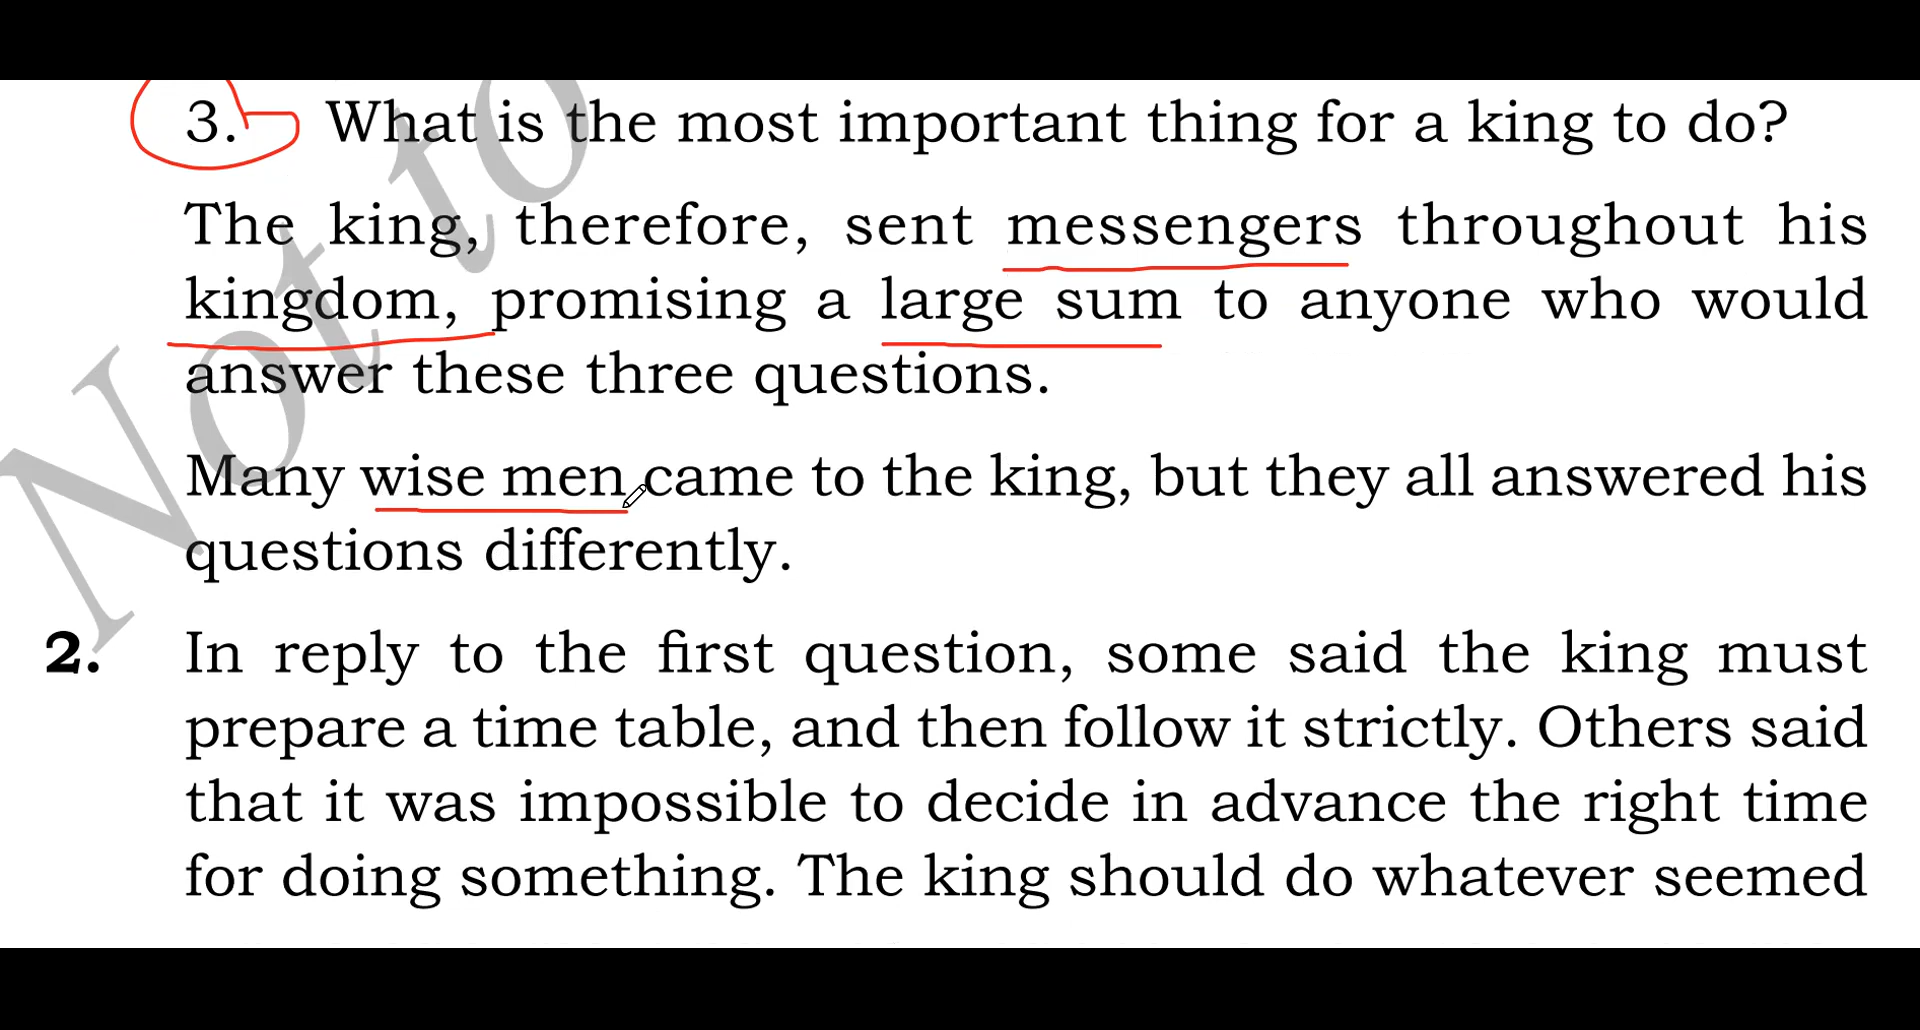 3. What is the most important thing for a king to do?
The king, therefore, sent messengers throughout his
kingdom, promising a large sum to anyone who would
answer these three questions.
Many wise men came to the king, but they all answered his
questions differently.
2. In reply to the first question, some said the king must
prepare a time table, and then follow it strictly. Others said
that it was impossible to decide in advance the right time
for doing something. The king should do whatever seemed
Not to